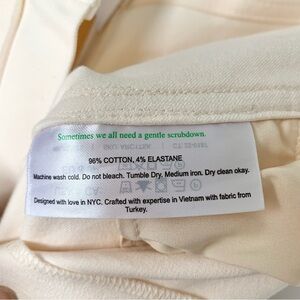 Sometimes we all need a gentle scrubdown.
96% COTTON, 4% ELASTANE
Machine wash cold. Do not bleach. Tumble Dry, Medium iron. Dry clean okay.
Designed with love in NYC. Crafted with expertise in Vietnam with fabric from
Turkey.